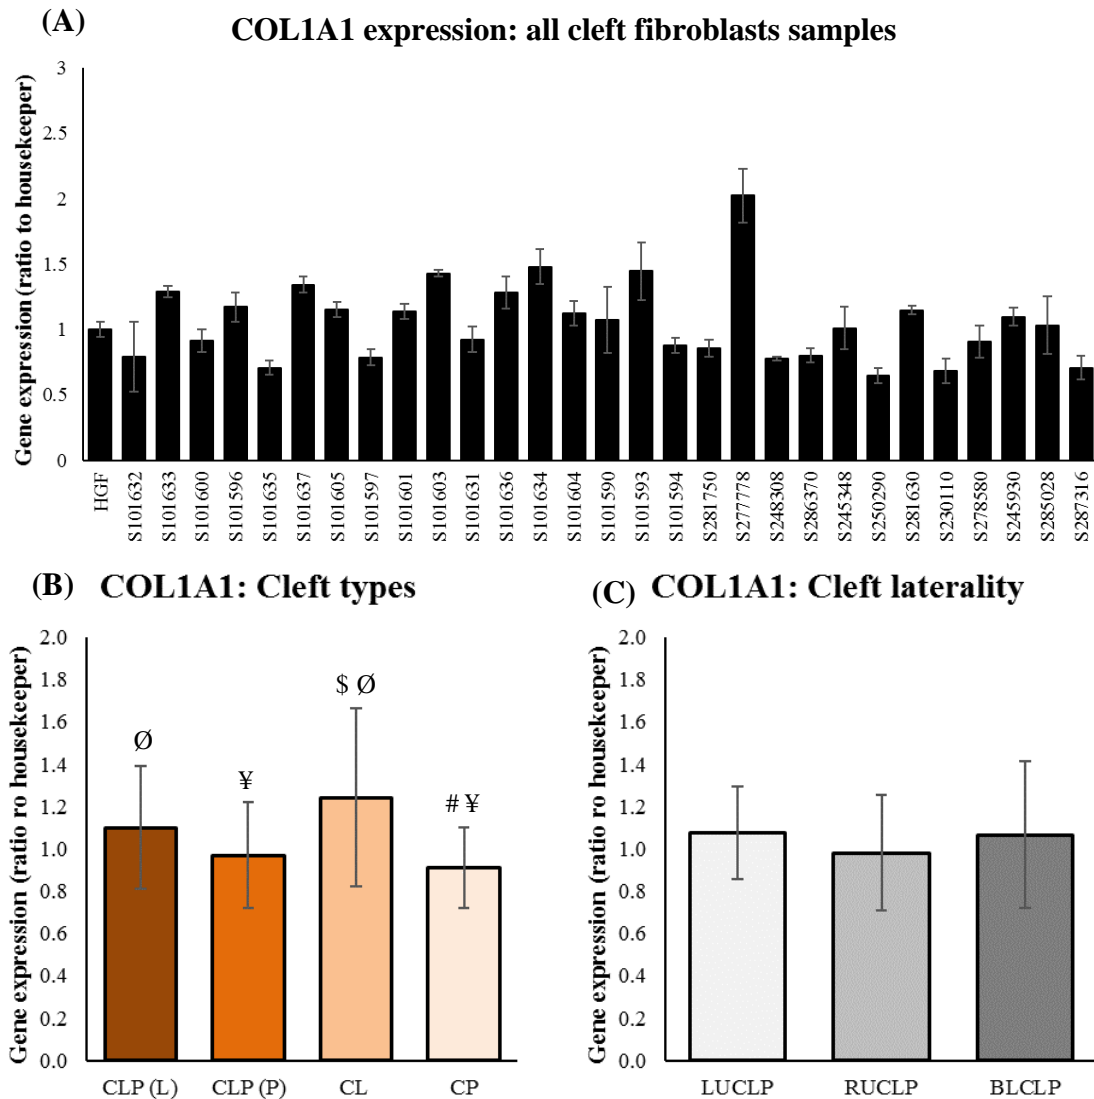 (A)
COL1A1 expression: all cleft fibroblasts samples
Gene expression (ratio to housekeeper)
3
2.5
2
1.5
1
0.5
0
HGF
S101632
S101633
S101600
S101596
S101635
S101637
S101605
S101597
S101601
S101603
S101631
S101636
S101634
S101604
S101590
S101593
S101594
S281750
S277778
S248308
S286370
S245348
S250290
S281630
S230110
S278580
S245930
S285028
S287316
(B) COL1A1: Cleft types
Gene expression (ratio ro housekeeper)
2.0
1.8
1.6
1.4
1.2
1.0
0.8
0.6
0.4
0.2
0.0
Ø
¥
$ Ø
# ¥
CLP (L)
CLP (P)
CL
CP
(C) COL1A1: Cleft laterality
Gene expression (ratio ro housekeeper)
2.0
1.8
1.6
1.4
1.2
1.0
0.8
0.6
0.4
0.2
0.0
LUCLP
RUCLP
BLCLP